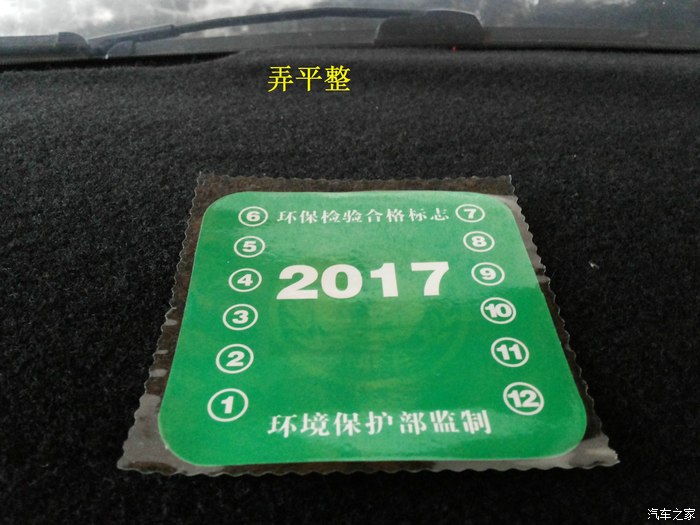 弄平整
⑥ 环保检验合格标志 ⑦
⑤ ⑧
④ 2017 ⑨
③ ⑩
② ⑪
① ⑫
环境保护部监制
汽车之家